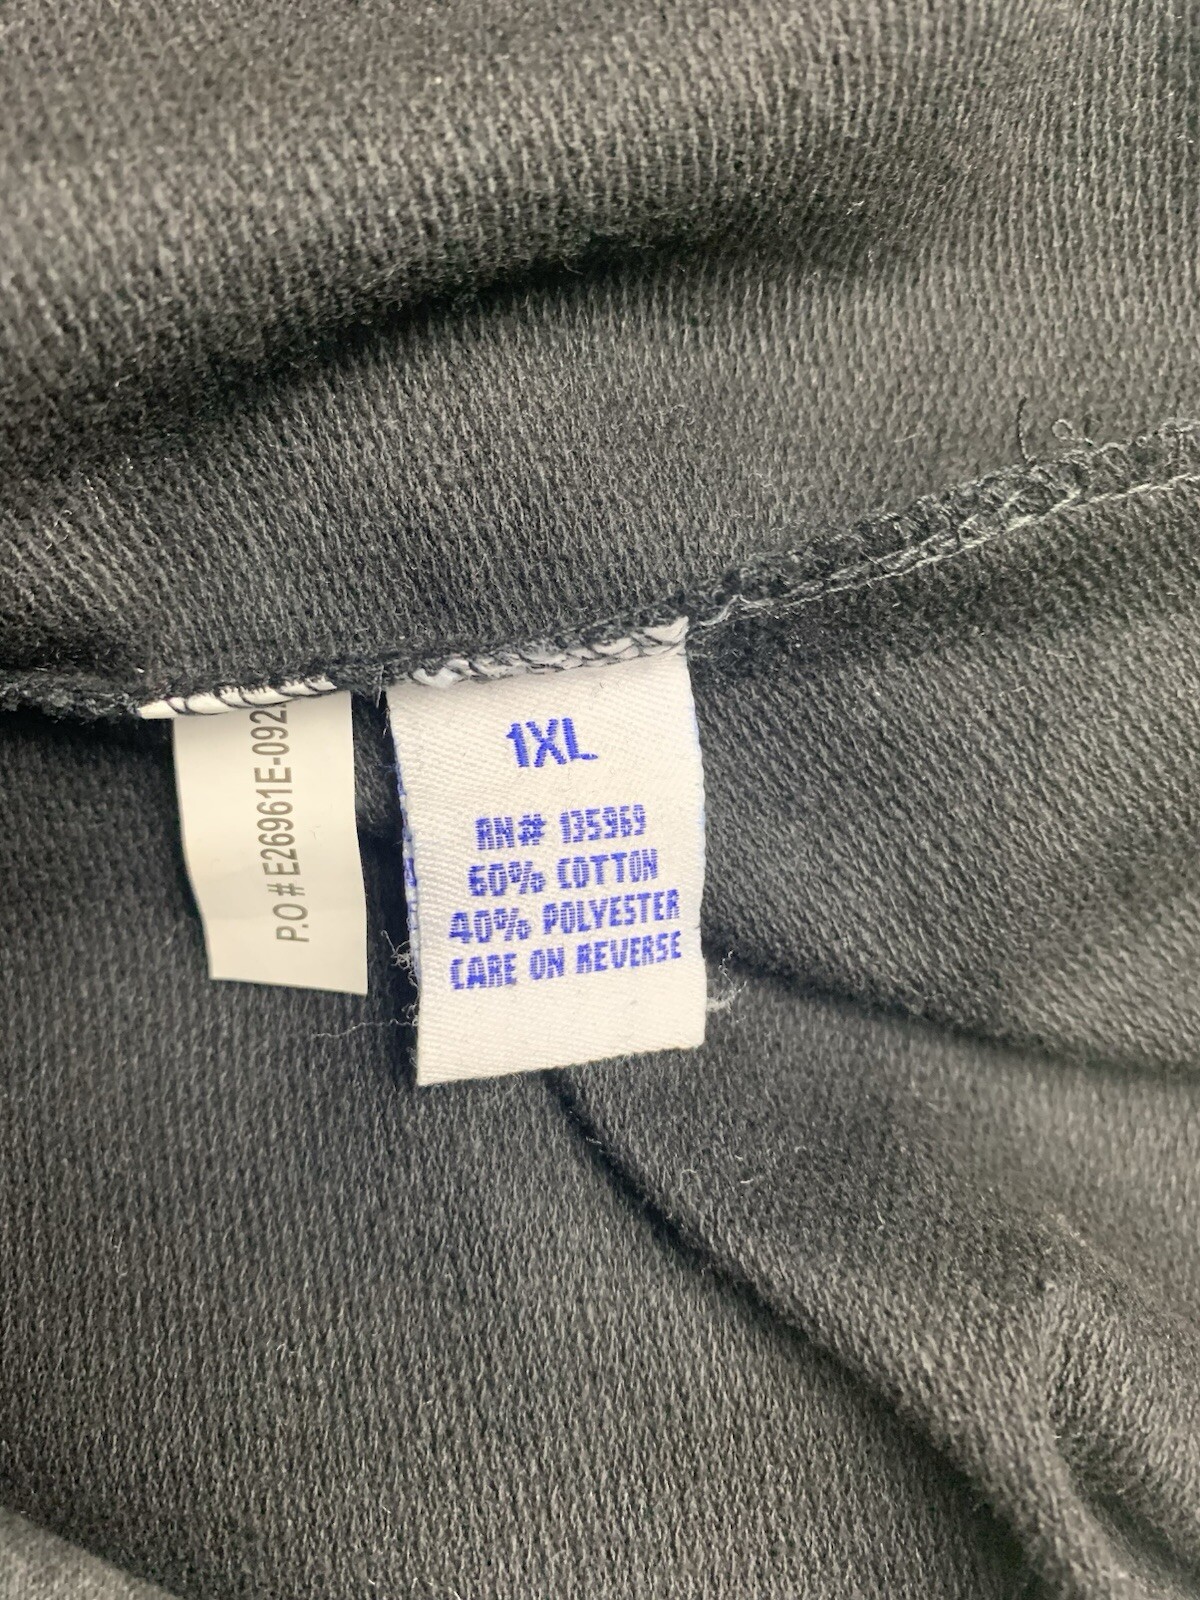 P.O # E26961E-092
1XL
RN# 135969
60% COTTON
40% POLYESTER
CARE ON REVERSE